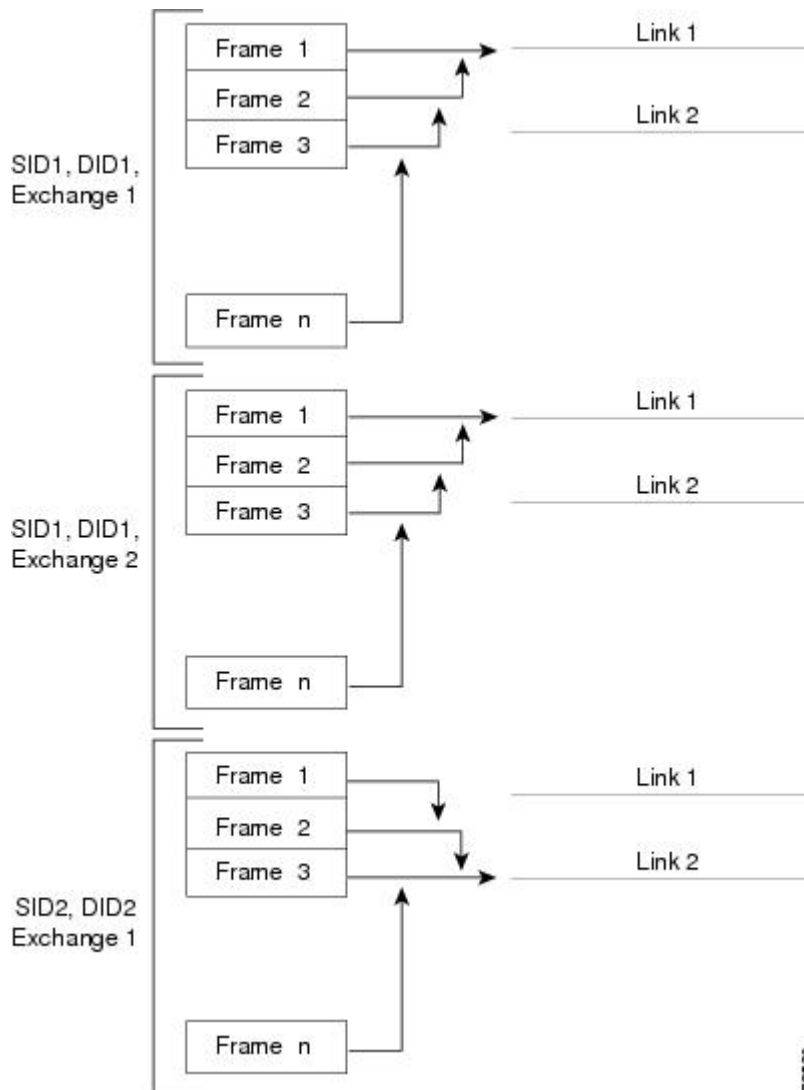 Frame 1
Link 1
Frame 2
Link 2
Frame 3
SID1, DID1,
Exchange 1
Frame n
Frame 1
Link 1
Frame 2
Link 2
Frame 3
SID1, DID1,
Exchange 2
Frame n
Frame 1
Link 1
Frame 2
Link 2
Frame 3
SID2, DID2
Exchange 1
Frame n